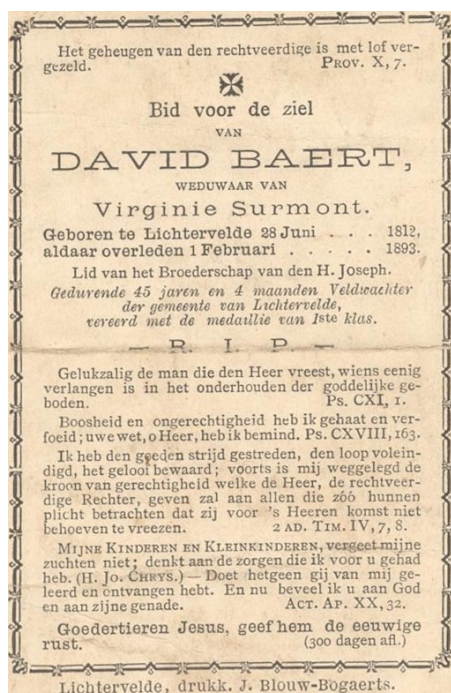 Het geheugen van den rechtveerdige is met lof ver-
gezeld. PROV. X, 7.
Bid voor de ziel
VAN
DAVID BAERT,
WEDUWAAR VAN
Virginie Surmont.
Geboren te Lichtervelde 28 Juni . . . 1812,
aldaar overleden 1 Februari . . . . . 1893.
Lid van het Broederschap van den H. Joseph.
Gedurende 45 jaren en 4 maanden Veldwachter
der gemeente van Lichtervelde,
vereerd met de medaillie van 1ste klas.
— R. I. P. —
Gelukzalig de man die den Heer vreest, wiens eenig
verlangen is in het onderhouden der goddelijke ge-
boden. Ps. CXI, 1.
Boosheid en ongerechtigheid heb ik gehaat en ver-
foeid; uwe wet, o Heer, heb ik bemind. Ps. CXVIII, 163.
Ik heb den goeden strijd gestreden, den loop volein-
digd, het geloof bewaard; voorts is mij weggelegd de
kroon van gerechtigheid welke de Heer, de rechtveer-
dige Rechter, geven zal aan allen die zóó hunnen
plicht betrachten dat zij voor 's Heeren komst niet
behoeven te vreezen. 2 AD. TIM. IV, 7, 8.
MIJNE KINDEREN EN KLEINKINDEREN, vergeet mijne
zuchten niet; denkt aan de zorgen die ik voor u gehad
heb. (H. Jo. CHRYS.) — Doet hetgeen gij van mij ge-
leerd en ontvangen hebt. En nu beveel ik u aan God
en aan zijne genade. ACT. AP. XX, 32.
Goedertieren Jesus, geef hem de eeuwige
rust. (300 dagen afl.)
Lichtervelde, drukk. J. Blouw-Bogaerts.